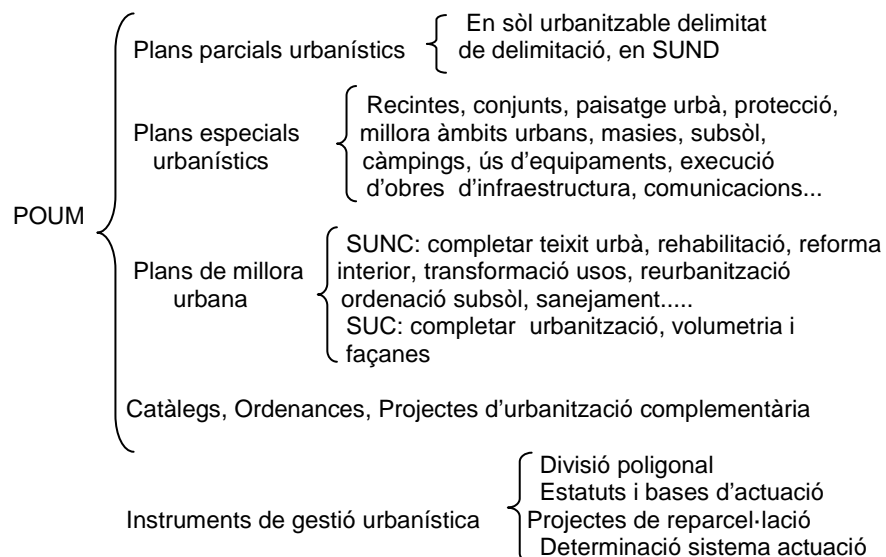 Plans parcials urbanístics
En sòl urbanitzable delimitat
de delimitació, en SUND
Plans especials
urbanístics
Recintes, conjunts, paisatge urbà, protecció,
millora àmbits urbans, masies, subsòl,
càmpings, ús d'equipaments, execució
d'obres d'infraestructura, comunicacions...
POUM
Plans de millora
urbana
SUNC: completar teixit urbà, rehabilitació, reforma
interior, transformació usos, reurbanització
ordenació subsòl, sanejament.....
SUC: completar urbanització, volumetria i
façanes
Catàlegs, Ordenances, Projectes d'urbanització complementària
Instruments de gestió urbanística
Divisió poligonal
Estatuts i bases d'actuació
Projectes de reparcel·lació
Determinació sistema actuació